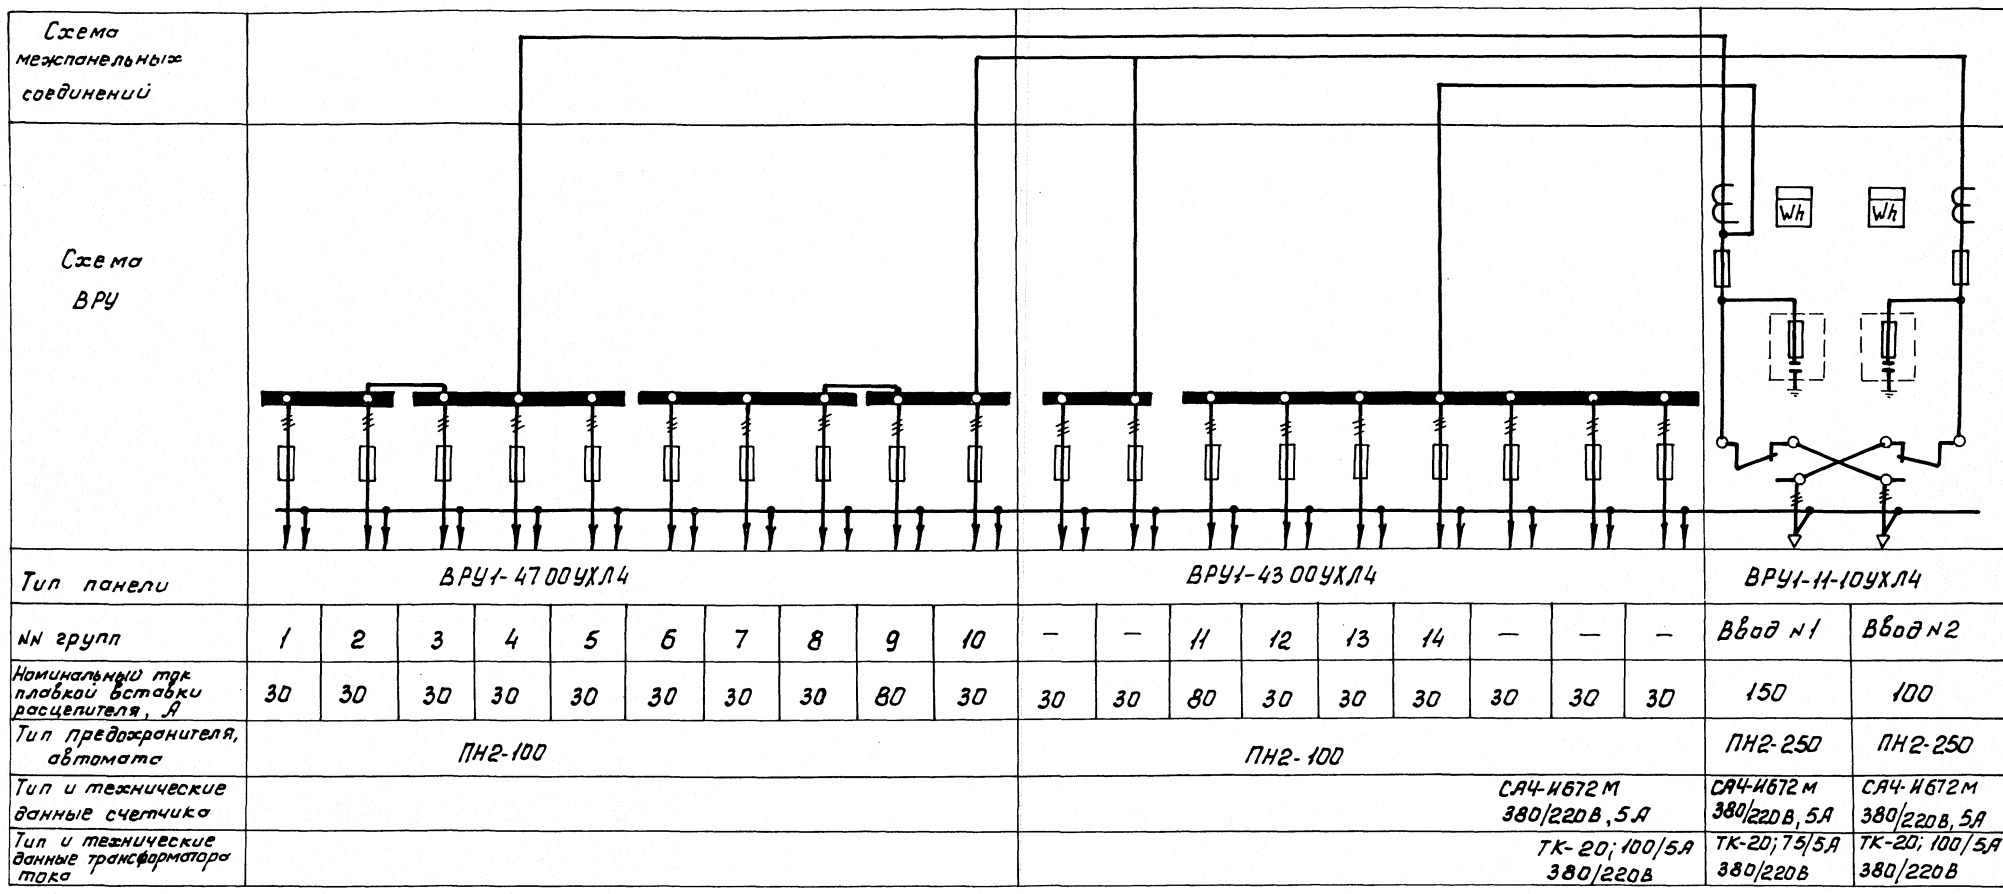 Схема
межпанельных
соединений
Wh Wh
Схема
ВРУ
Тип панели ВРУ1-47 00УХЛ4 ВРУ1-43 00УХЛ4 ВРУ1-11-10УХЛ4
NN групп 1 2 3 4 5 6 7 8 9 10 — — 11 12 13 14 — — — Ввод N1 Ввод N2
Номинальный ток
плавкой вставки
расцепителя, А
30 30 30 30 30 30 30 30 80 30 30 30 80 30 30 30 30 30 30 150 100
Тип предохранителя,
автомата
ПН2-100 ПН2-100 ПН2-250 ПН2-250
Тип и технические
данные счетчика
СА4-И672М СА4-И672М СА4-И672М
380/220В, 5А 380/220В, 5А 380/220В, 5А
Тип и технические
данные трансформатора
тока
ТК-20; 100/5А ТК-20; 75/5А ТК-20; 100/5А
380/220В 380/220В 380/220В